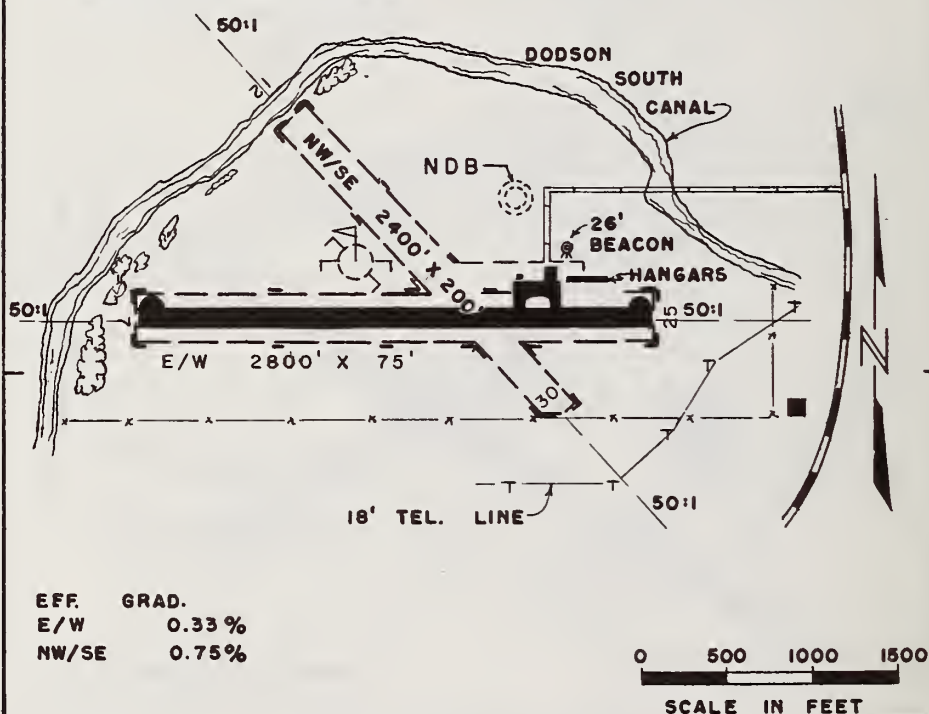 50:1
DODSON
SOUTH
CANAL
12
NW/SE 2400' X 200'
NDB
26'
BEACON
HANGARS
50:1
7
25
50:1
E/W 2800' X 75'
30
T
T
T
T
T
50:1
18' TEL. LINE
N
EFF. GRAD.
E/W 0.33%
NW/SE 0.75%
0 500 1000 1500
SCALE IN FEET